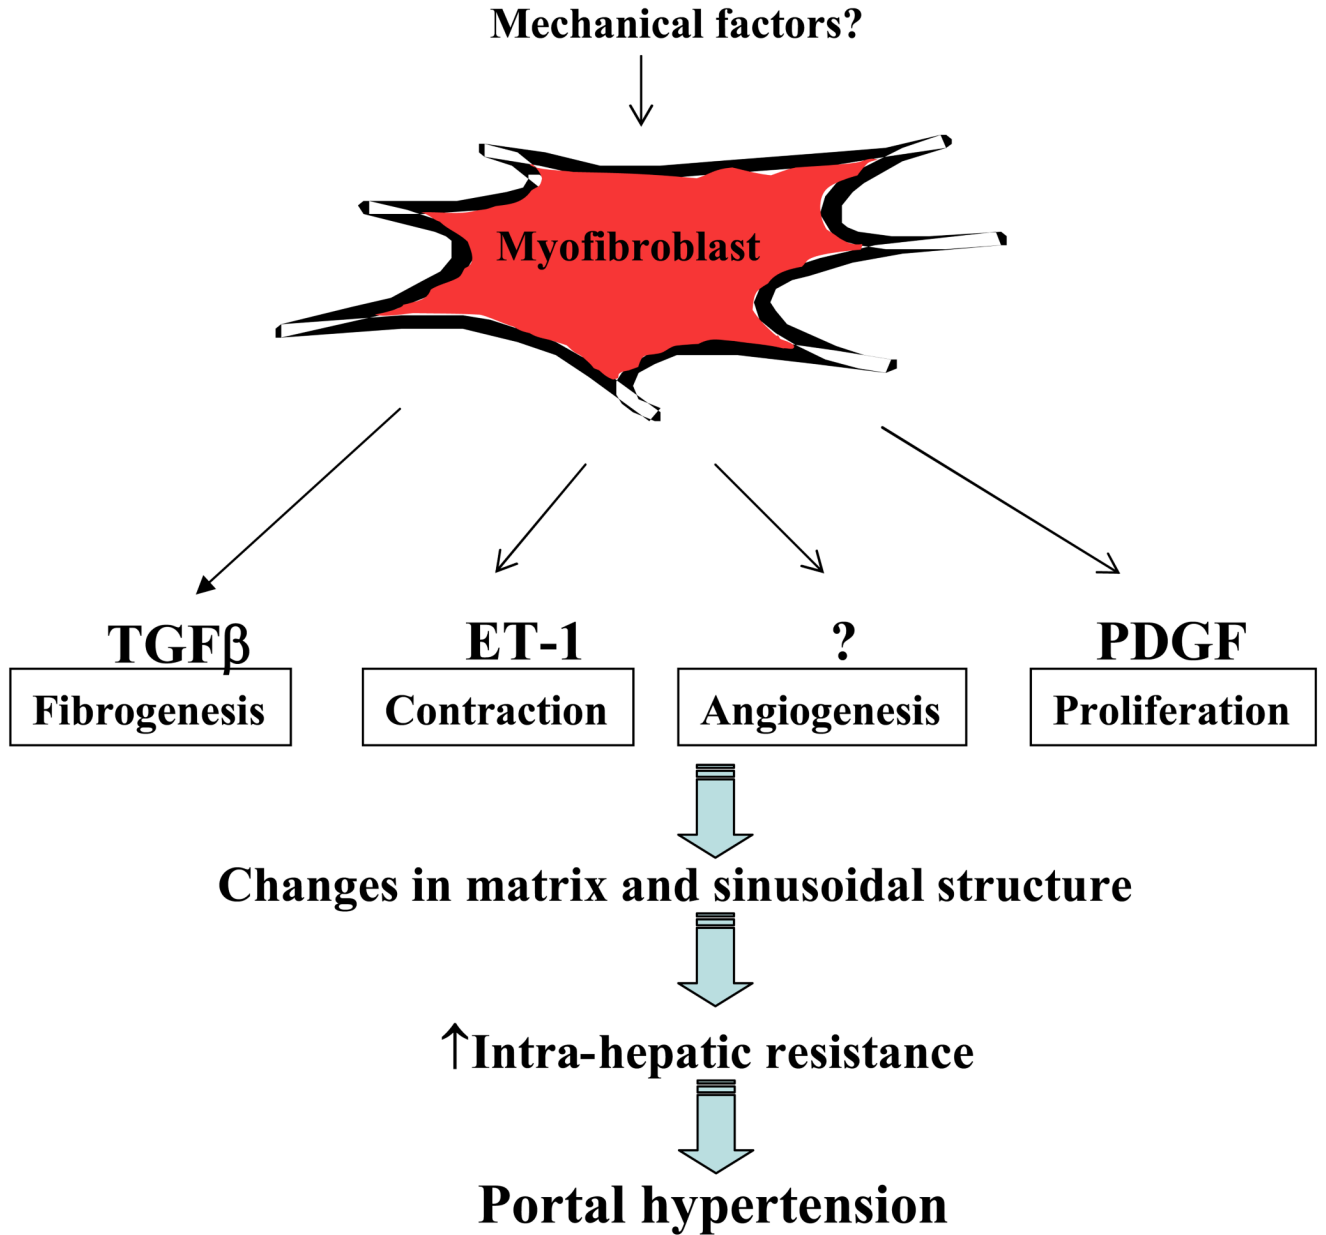 Mechanical factors?
Myofibroblast
TGFβ ET-1 ? PDGF
Fibrogenesis Contraction Angiogenesis Proliferation
Changes in matrix and sinusoidal structure
↑Intra-hepatic resistance
Portal hypertension